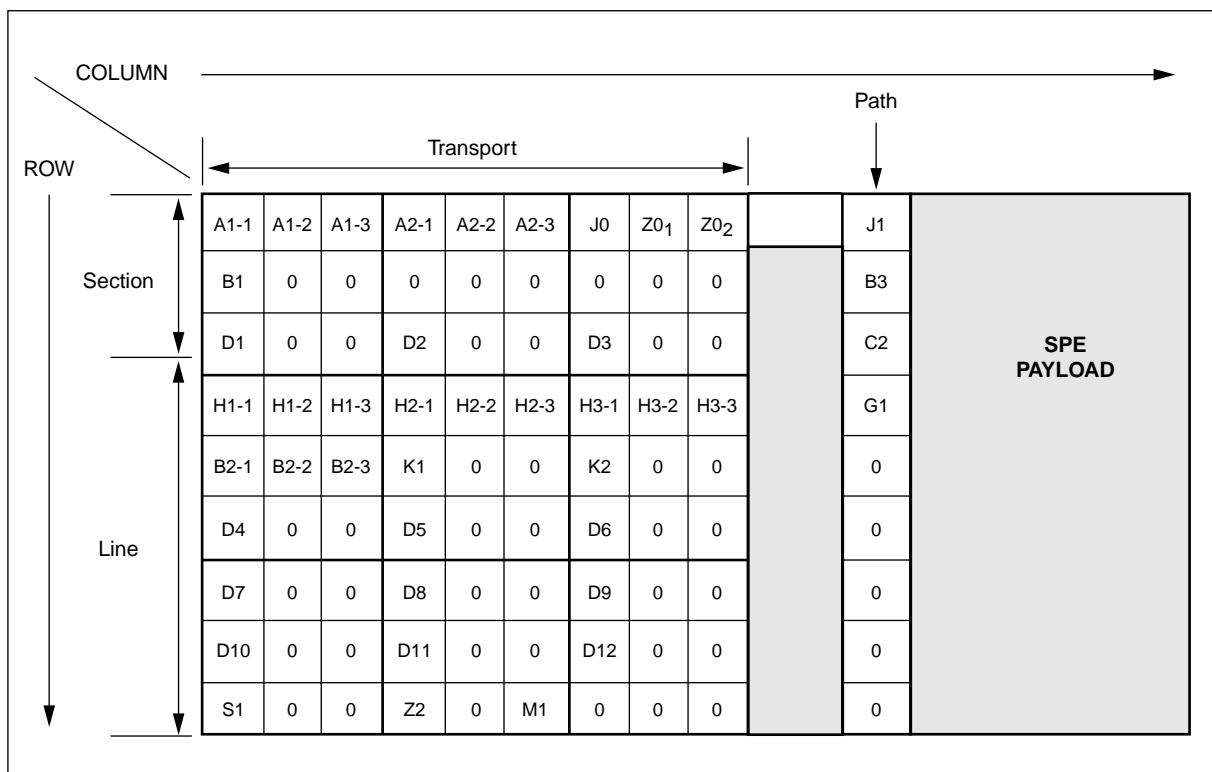 COLUMN
Path
Transport
ROW
A1-1 A1-2 A1-3 A2-1 A2-2 A2-3 J0 Z01 Z02 J1
Section B1 0 0 0 0 0 0 0 0 B3
D1 0 0 D2 0 0 D3 0 0 C2
SPE
PAYLOAD
H1-1 H1-2 H1-3 H2-1 H2-2 H2-3 H3-1 H3-2 H3-3 G1
B2-1 B2-2 B2-3 K1 0 0 K2 0 0 0
Line
D4 0 0 D5 0 0 D6 0 0 0
D7 0 0 D8 0 0 D9 0 0 0
D10 0 0 D11 0 0 D12 0 0 0
S1 0 0 Z2 0 M1 0 0 0 0